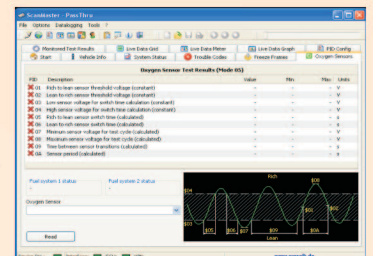 ScanMaster - PassThru
File Options Datalogging Tools ?
Monitored Test Results Live Data Grid Live Data Meter Live Data Graph PID Config
Start Vehicle Info System Status Trouble Codes Freeze Frames Oxygen Sensors
Oxygen Sensor Test Results (Mode 05)
PID Description Value Min Max Units
01 Rich to lean sensor threshold voltage (constant) - - - V
02 Lean to rich sensor threshold voltage (constant) - - - V
03 Low sensor voltage for switch time calculation (constant) - - - V
04 High sensor voltage for switch time calculation (constant) - - - V
05 Rich to lean sensor switch time (calculated) - - - s
06 Lean to rich sensor switch time (calculated) - - - s
07 Minimum sensor voltage for test cycle (calculated) - - - V
08 Maximum sensor voltage for test cycle (calculated) - - - V
09 Time between sensor transitions (calculated) - - - s
0A Sensor period (calculated) - - - s
Fuel system 1 status Fuel system 2 status
- -
Oxygen Sensor
Read
Rich
$08
$04
$02
$01
$03
$05 $06 $07 $09 $0A
Lean